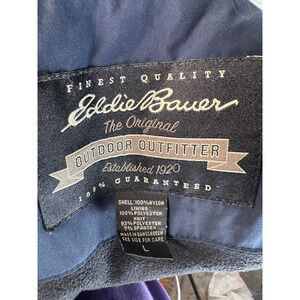 FINEST QUALITY
Eddie Bauer
The Original
OUTDOOR OUTFITTER
Established 1920
100% GUARANTEED
SHELL: 100% NYLON
LINING:
100% POLYESTER
KNIT:
93% POLYESTER
7% SPANDEX
MADE IN BANGLADESH
SEE SIDE FOR CARE
L